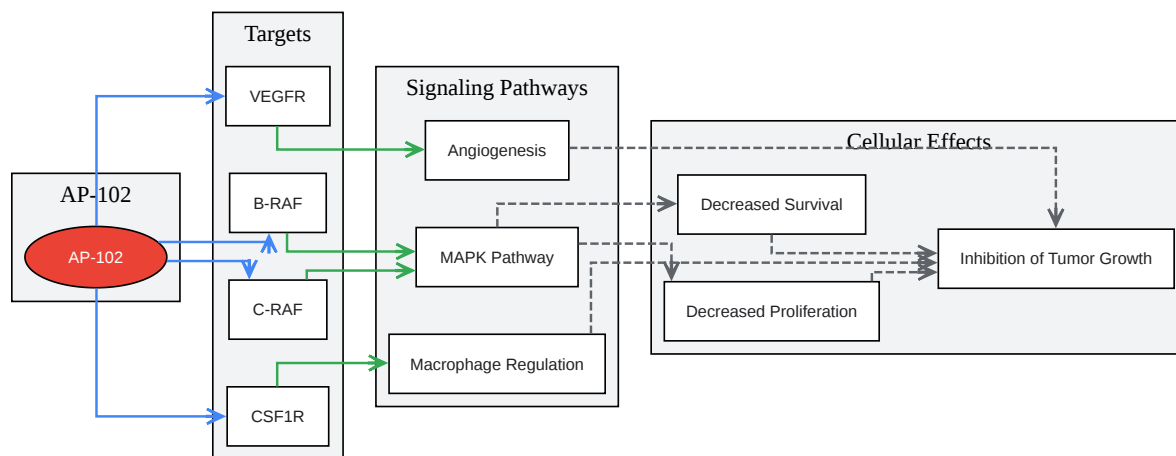 Targets
VEGFR
B-RAF
C-RAF
CSF1R
AP-102
AP-102
Signaling Pathways
Angiogenesis
MAPK Pathway
Macrophage Regulation
Cellular Effects
Decreased Survival
Decreased Proliferation
Inhibition of Tumor Growth